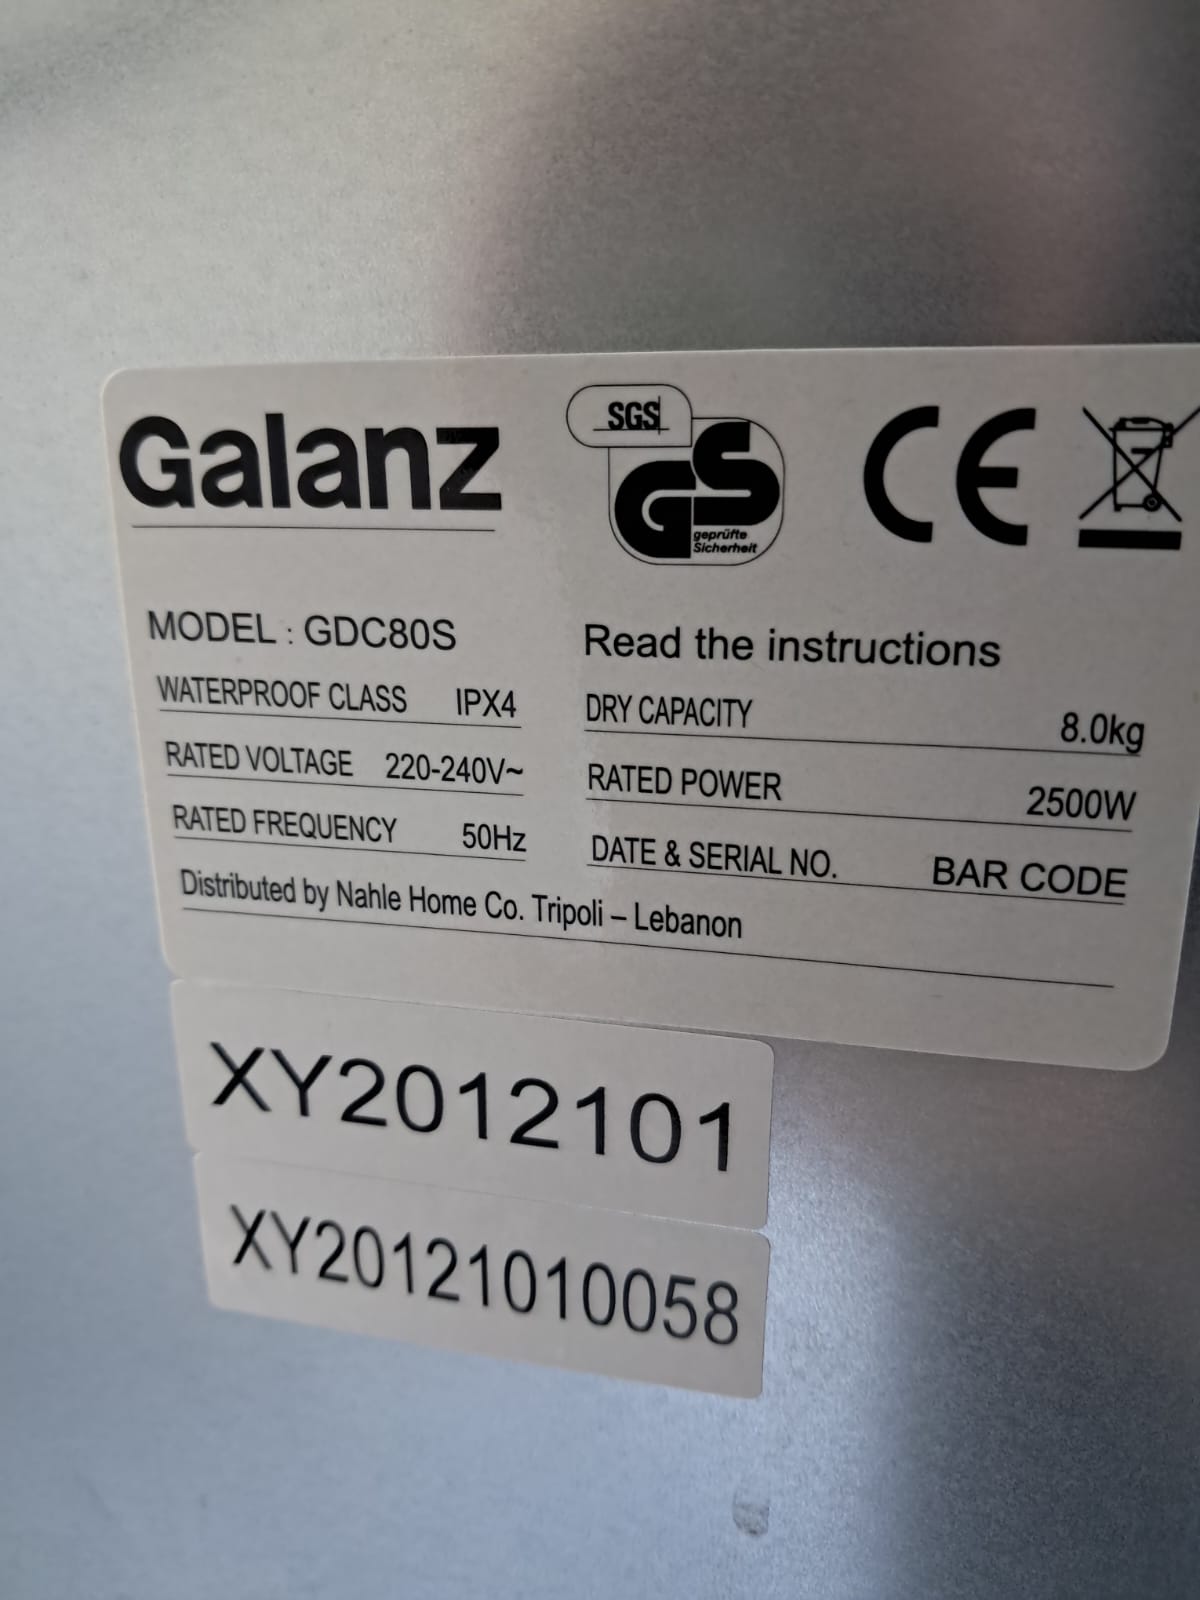 Galanz
SGS
GS
geprüfte
Sicherheit
CE
MODEL : GDC80S
Read the instructions
WATERPROOF CLASS IPX4
DRY CAPACITY 8.0kg
RATED VOLTAGE 220-240V~
RATED POWER 2500W
RATED FREQUENCY 50Hz
DATE & SERIAL NO. BAR CODE
Distributed by Nahle Home Co. Tripoli – Lebanon
XY2012101
XY20121010058